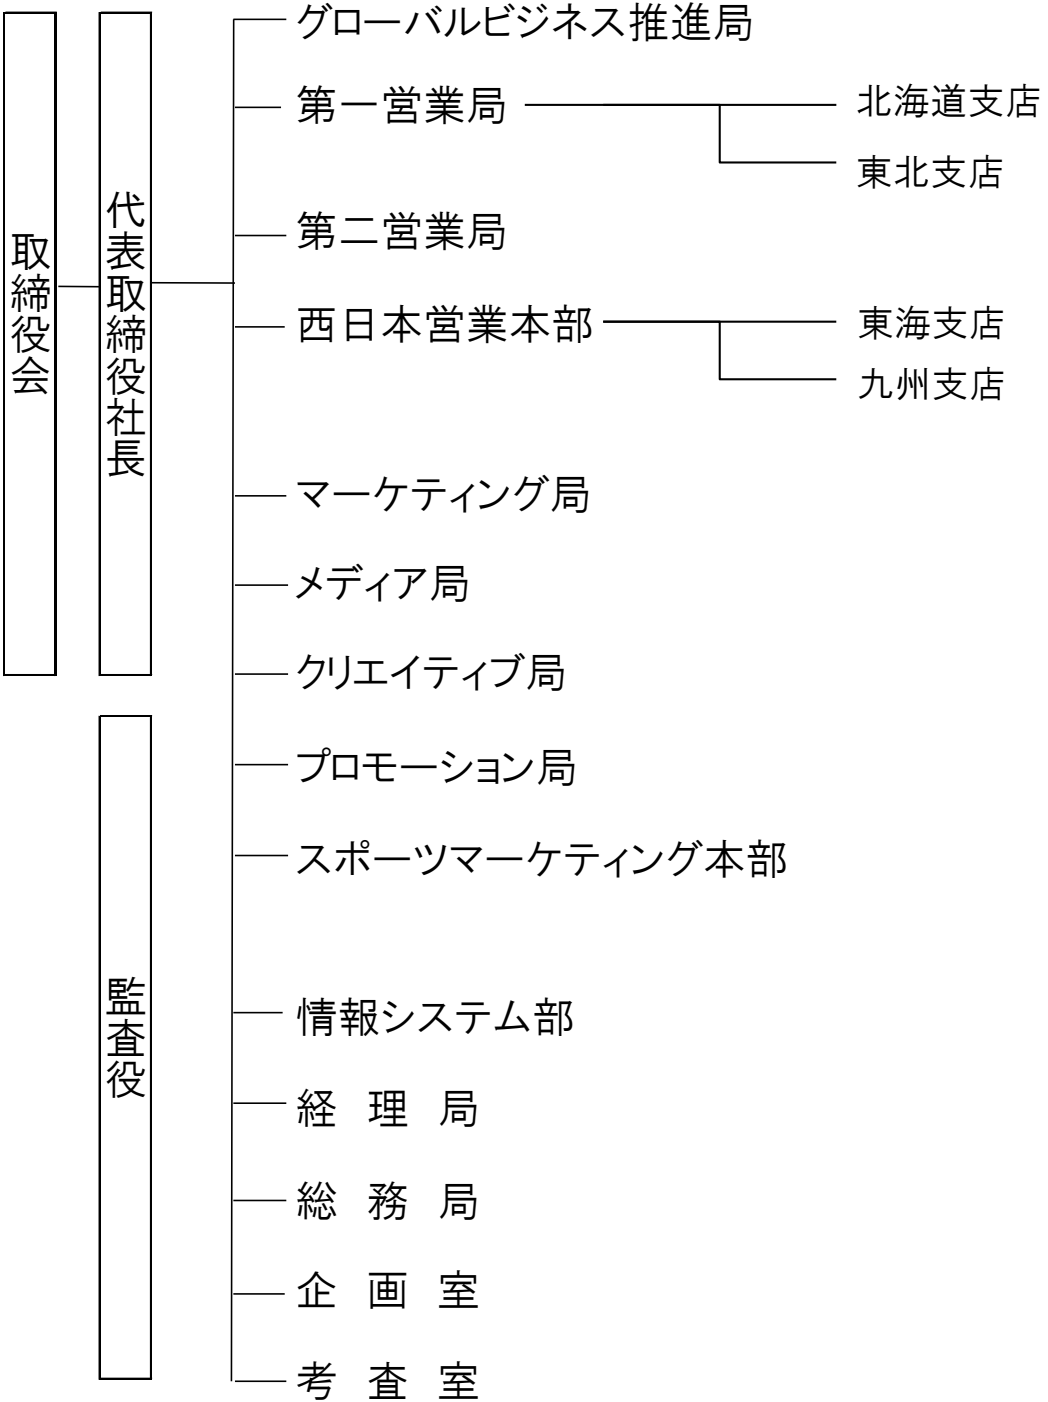 取締役会
代表取締役社長
監査役
グローバルビジネス推進局
第一営業局
北海道支店
東北支店
第二営業局
西日本営業本部
東海支店
九州支店
マーケティング局
メディア局
クリエイティブ局
プロモーション局
スポーツマーケティング本部
情報システム部
経 理 局
総 務 局
企 画 室
考 査 室